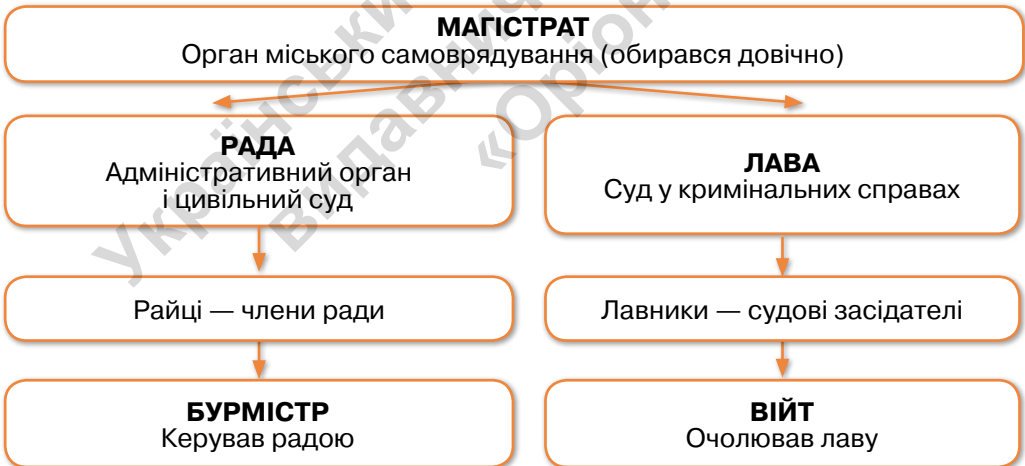 МАГІСТРАТ
Орган міського самоврядування (обирався довічно)
РАДА
Адміністративний орган
і цивільний суд
ЛАВА
Суд у кримінальних справах
Райці — члени ради
Лавники — судові засідателі
БУРМІСТР
Керував радою
ВІЙТ
Очолював лаву